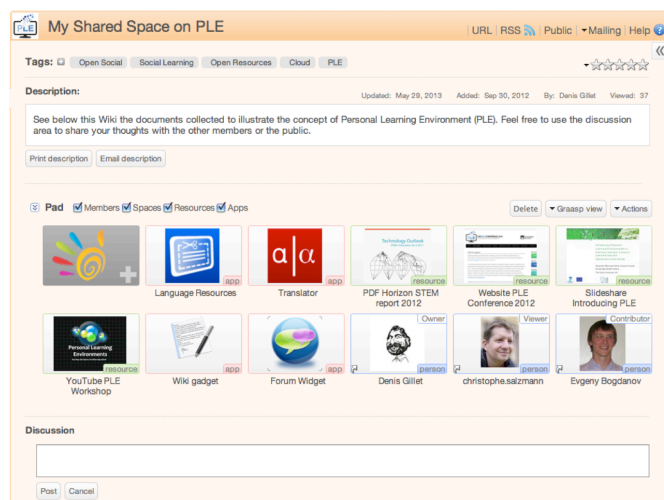 PLE My Shared Space on PLE URL | RSS | Public | Mailing | Help ?
Tags: Open Social Social Learning Open Resources Cloud PLE
Description: Updated: May 29, 2013 Added: Sep 30, 2012 By: Denis Gillet Viewed: 37
See below this Wiki the documents collected to illustrate the concept of Personal Learning Environment (PLE). Feel free to use the discussion
area to share your thoughts with the other members or the public.
Print description Email description
Pad Members Spaces Resources Apps Delete Graasp view Actions
Technology Outlook
α|α
app app resource resource resource
Language Resources Translator PDF Horizon STEM Website PLE Slideshare
report 2012 Conference 2012 Introducing PLE
Owner Viewer Contributor
Personal Learning
Environments
resource app app person person person
YouTube PLE Wiki gadget Forum Widget Denis Gillet christophe.salzmann Evgeny Bogdanov
Workshop
Discussion
Post Cancel